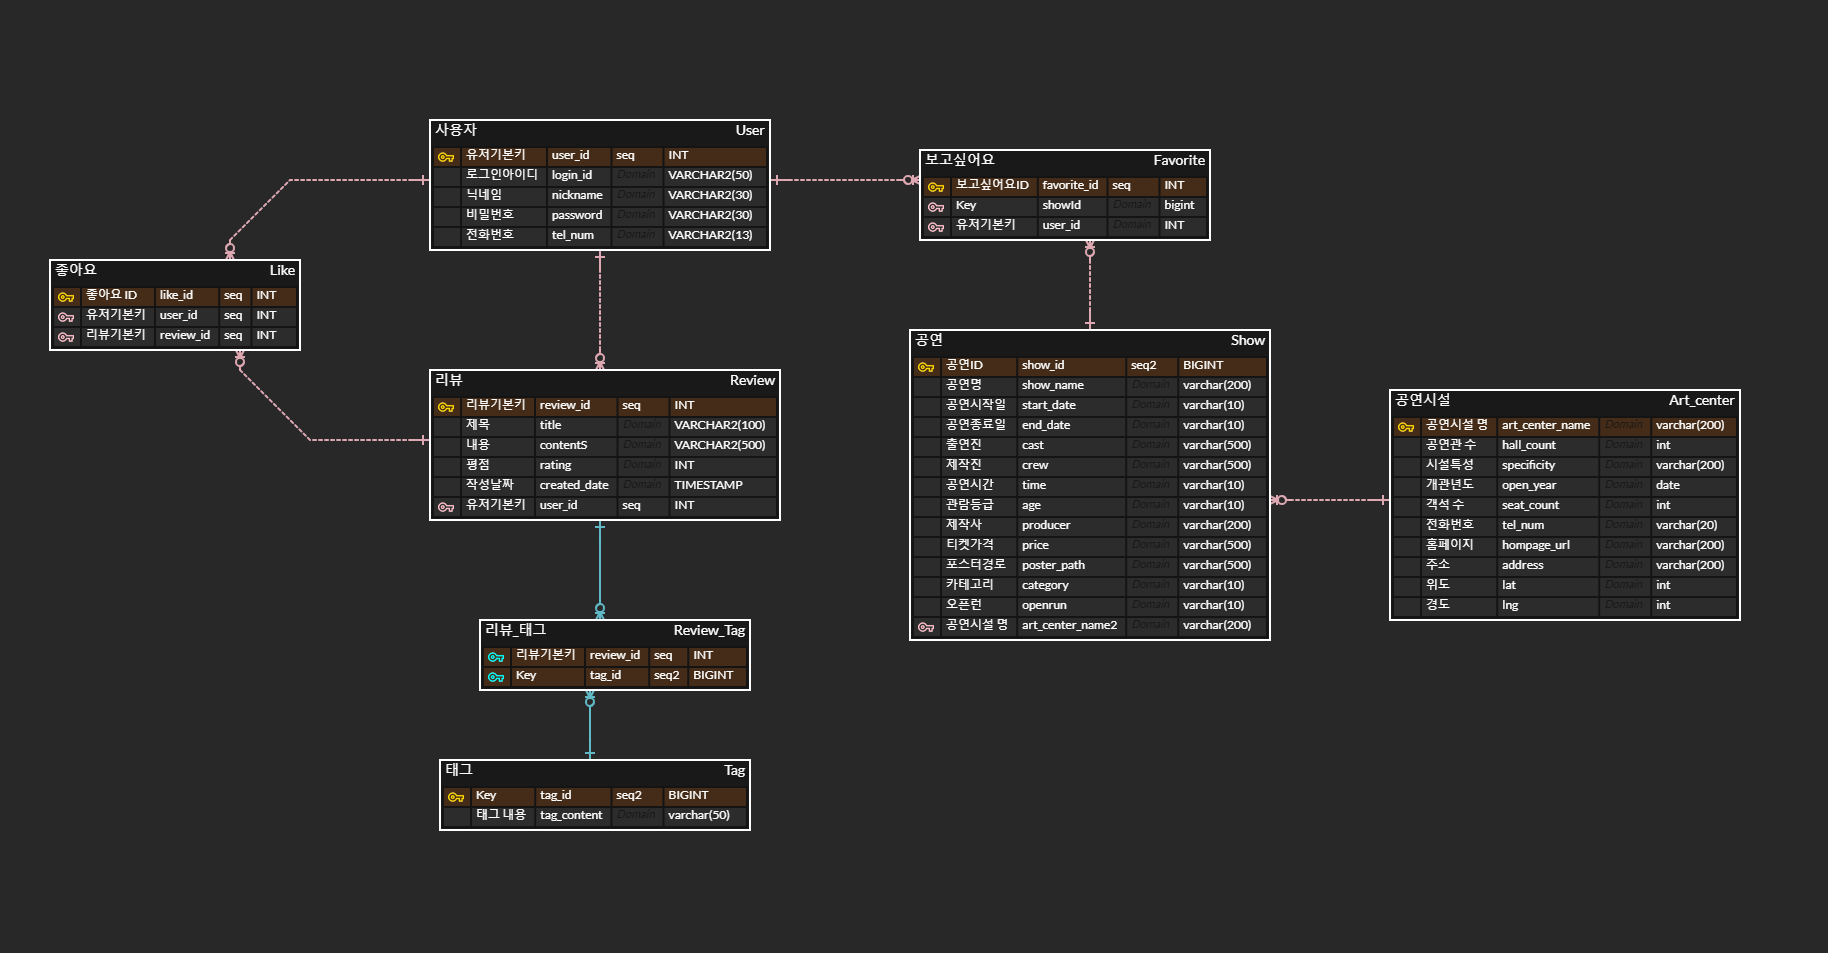 사용자 User
유저기본키 user_id seq INT
로그인아이디 login_id Domain VARCHAR2(50)
닉네임 nickname Domain VARCHAR2(30)
비밀번호 password Domain VARCHAR2(30)
전화번호 tel_num Domain VARCHAR2(13)
보고싶어요 Favorite
보고싶어요ID favorite_id seq INT
Key showId Domain bigint
유저기본키 user_id Domain INT
좋아요 Like
좋아요 ID like_id seq INT
유저기본키 user_id seq INT
리뷰기본키 review_id seq INT
리뷰 Review
리뷰기본키 review_id seq INT
제목 title Domain VARCHAR2(100)
내용 contentS Domain VARCHAR2(500)
평점 rating Domain INT
작성날짜 created_date Domain TIMESTAMP
유저기본키 user_id seq INT
공연 Show
공연ID show_id seq2 BIGINT
공연명 show_name Domain varchar(200)
공연시작일 start_date Domain varchar(10)
공연종료일 end_date Domain varchar(10)
출연진 cast Domain varchar(500)
제작진 crew Domain varchar(500)
공연시간 time Domain varchar(10)
관람등급 age Domain varchar(10)
제작사 producer Domain varchar(200)
티켓가격 price Domain varchar(500)
포스터경로 poster_path Domain varchar(500)
카테고리 category Domain varchar(10)
오픈런 openrun Domain varchar(10)
공연시설 명 art_center_name2 Domain varchar(200)
공연시설 Art_center
공연시설 명 art_center_name Domain varchar(200)
공연관 수 hall_count Domain int
시설특성 specificity Domain varchar(200)
개관년도 open_year Domain date
객석 수 seat_count Domain int
전화번호 tel_num Domain varchar(20)
홈페이지 hompage_url Domain varchar(200)
주소 address Domain varchar(200)
위도 lat Domain int
경도 lng Domain int
리뷰_태그 Review_Tag
리뷰기본키 review_id seq INT
Key tag_id seq2 BIGINT
태그 Tag
Key tag_id seq2 BIGINT
태그 내용 tag_content Domain varchar(50)